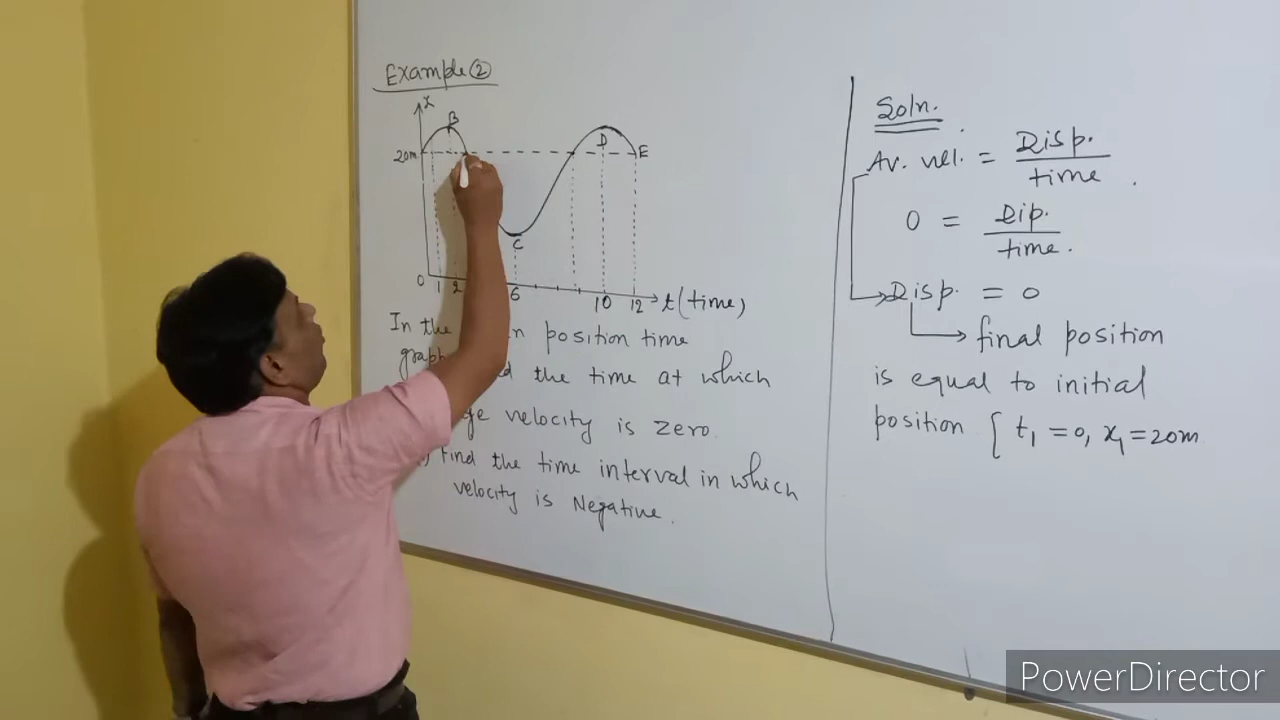 Example ②
x
B
20m
D
E
C
0 1 2 6 10 12 t (time)
In the position time
the time at which
velocity is zero.
Find the time interval in which
velocity is Negative.
Soln.
Av. vel. = Disp. / time
0 = Dip. / time.
Disp. = 0
final position
is equal to initial
position { t₁ = 0, x₁ = 20m
PowerDirector